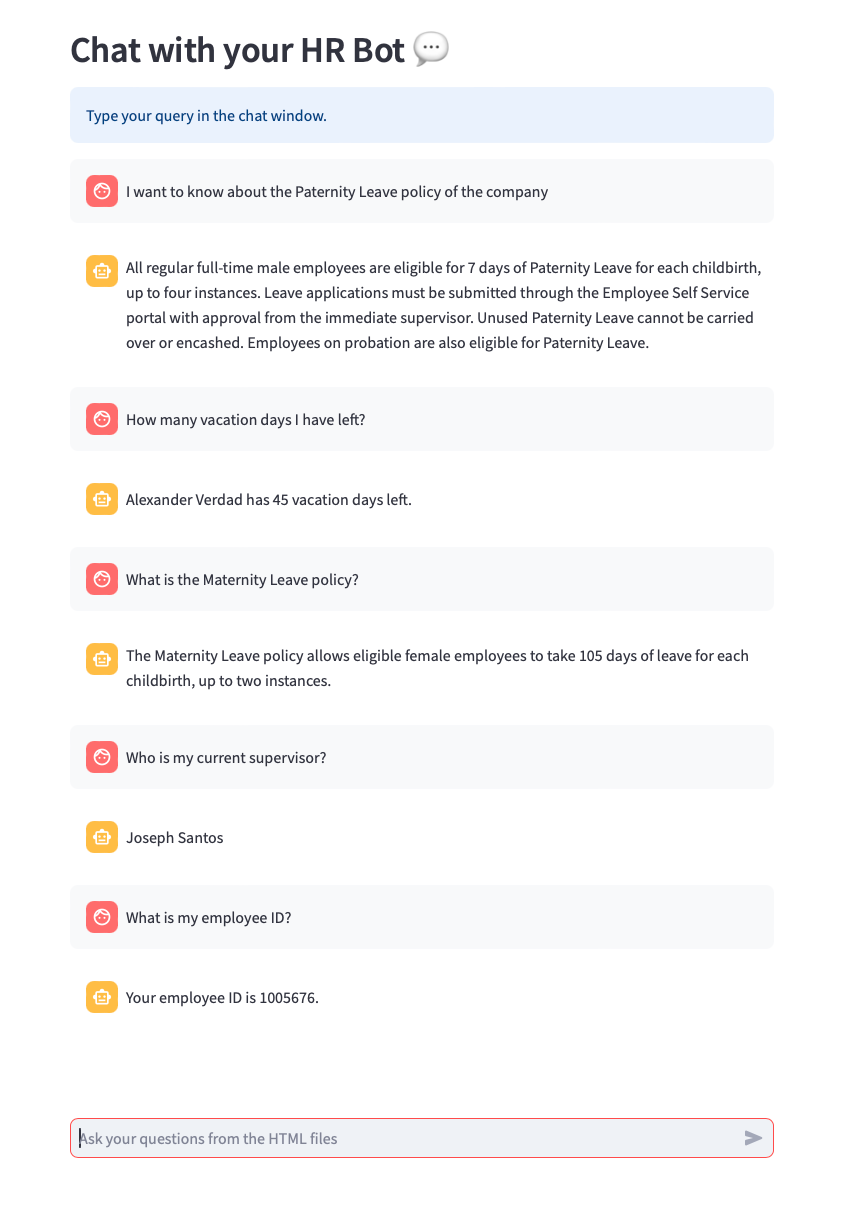 Chat with your HR Bot 💬
Type your query in the chat window.
I want to know about the Paternity Leave policy of the company
All regular full-time male employees are eligible for 7 days of Paternity Leave for each childbirth,
up to four instances. Leave applications must be submitted through the Employee Self Service
portal with approval from the immediate supervisor. Unused Paternity Leave cannot be carried
over or encashed. Employees on probation are also eligible for Paternity Leave.
How many vacation days I have left?
Alexander Verdad has 45 vacation days left.
What is the Maternity Leave policy?
The Maternity Leave policy allows eligible female employees to take 105 days of leave for each
childbirth, up to two instances.
Who is my current supervisor?
Joseph Santos
What is my employee ID?
Your employee ID is 1005676.
Ask your questions from the HTML files